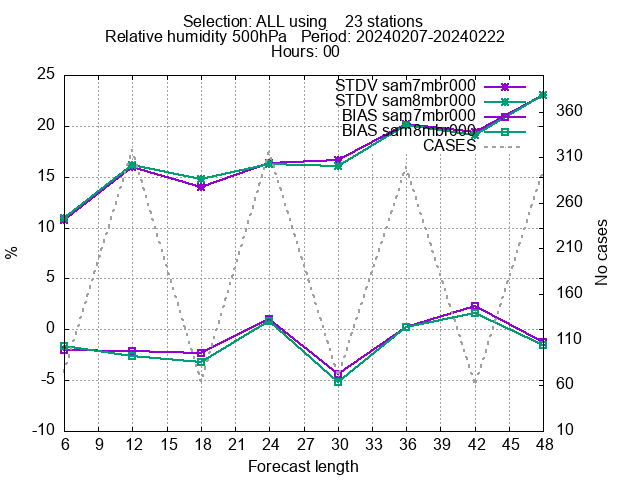 Selection: ALL using    23 stations
Relative humidity 500hPa   Period: 20240207-20240222
Hours: 00
STDV sam7mbr000
STDV sam8mbr000
BIAS sam7mbr000
BIAS sam8mbr000
CASES
25
20
15
10
5
0
-5
-10
%
360
310
260
210
160
110
60
10
No cases
6 9 12 15 18 21 24 27 30 33 36 39 42 45 48
Forecast length